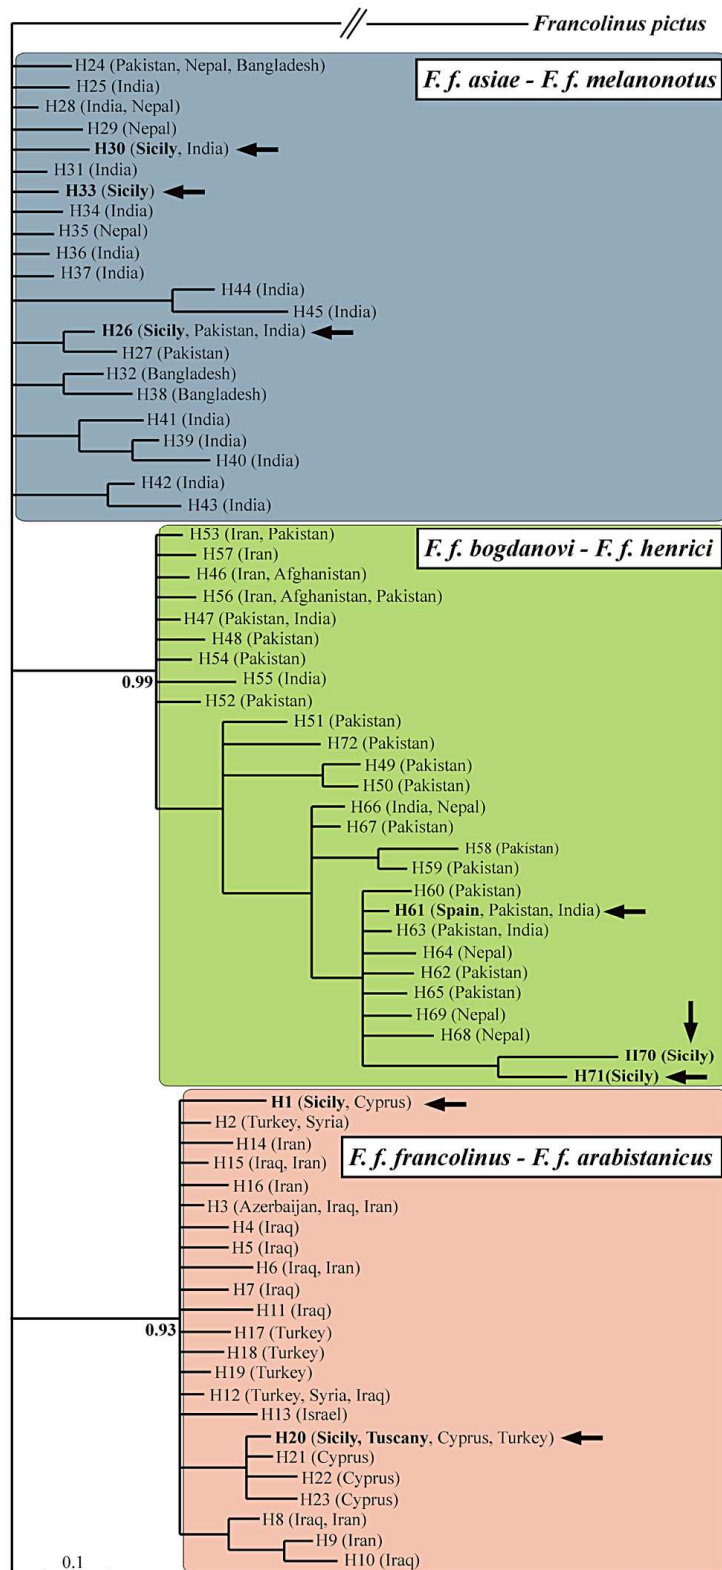 Francolinus pictus
F. f. asiae - F. f. melanonotus
H24 (Pakistan, Nepal, Bangladesh)
H25 (India)
H28 (India, Nepal)
H29 (Nepal)
H30 (Sicily, India)
H31 (India)
H33 (Sicily)
H34 (India)
H35 (Nepal)
H36 (India)
H37 (India)
H44 (India)
H45 (India)
H26 (Sicily, Pakistan, India)
H27 (Pakistan)
H32 (Bangladesh)
H38 (Bangladesh)
H41 (India)
H39 (India)
H40 (India)
H42 (India)
H43 (India)
F. f. bogdanovi - F. f. henrici
H53 (Iran, Pakistan)
H57 (Iran)
H46 (Iran, Afghanistan)
H56 (Iran, Afghanistan, Pakistan)
H47 (Pakistan, India)
H48 (Pakistan)
H54 (Pakistan)
0.99
H55 (India)
H52 (Pakistan)
H51 (Pakistan)
H72 (Pakistan)
H49 (Pakistan)
H50 (Pakistan)
H66 (India, Nepal)
H67 (Pakistan)
H58 (Pakistan)
H59 (Pakistan)
H60 (Pakistan)
H61 (Spain, Pakistan, India)
H63 (Pakistan, India)
H64 (Nepal)
H62 (Pakistan)
H65 (Pakistan)
H69 (Nepal)
H68 (Nepal)
H70 (Sicily)
H71(Sicily)
H1 (Sicily, Cyprus)
H2 (Turkey, Syria)
H14 (Iran)
F. f. francolinus - F. f. arabistanicus
H15 (Iraq, Iran)
H16 (Iran)
H3 (Azerbaijan, Iraq, Iran)
H4 (Iraq)
H5 (Iraq)
H6 (Iraq, Iran)
H7 (Iraq)
H11 (Iraq)
0.93
H17 (Turkey)
H18 (Turkey)
H19 (Turkey)
H12 (Turkey, Syria, Iraq)
H13 (Israel)
H20 (Sicily, Tuscany, Cyprus, Turkey)
H21 (Cyprus)
H22 (Cyprus)
H23 (Cyprus)
H8 (Iraq, Iran)
H9 (Iran)
H10 (Iraq)
0.1